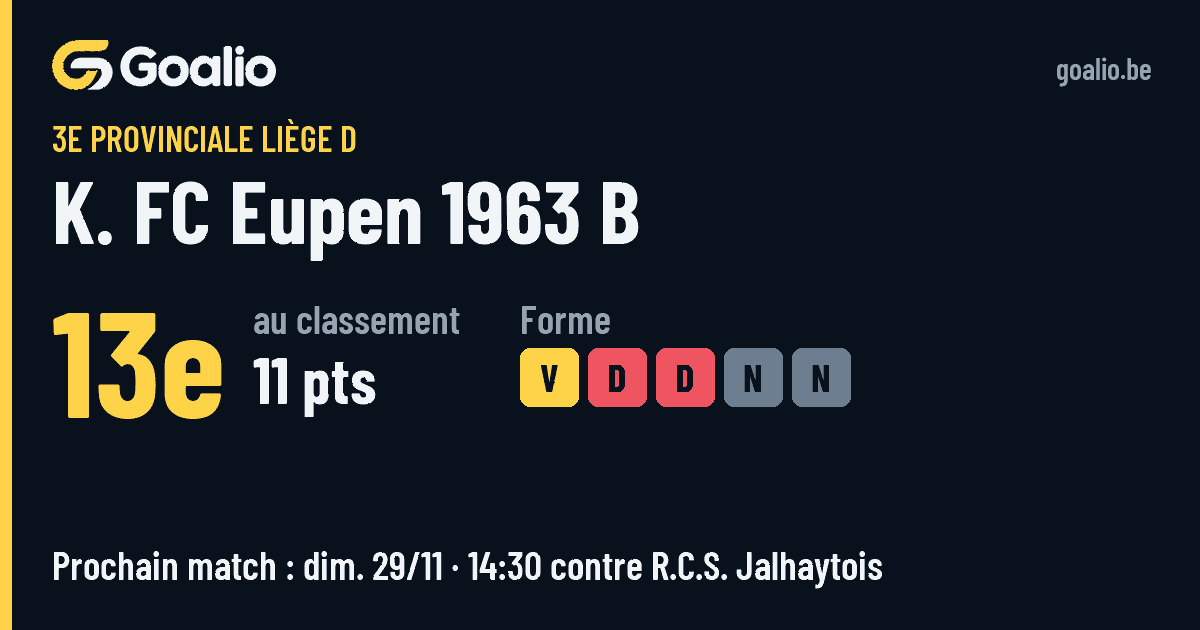 Goalio
goalio.be
3E PROVINCIALE LIÈGE D
K. FC Eupen 1963 B
13e
au classement
11 pts
Forme
V D D N N
Prochain match : dim. 29/11 · 14:30 contre R.C.S. Jalhaytois